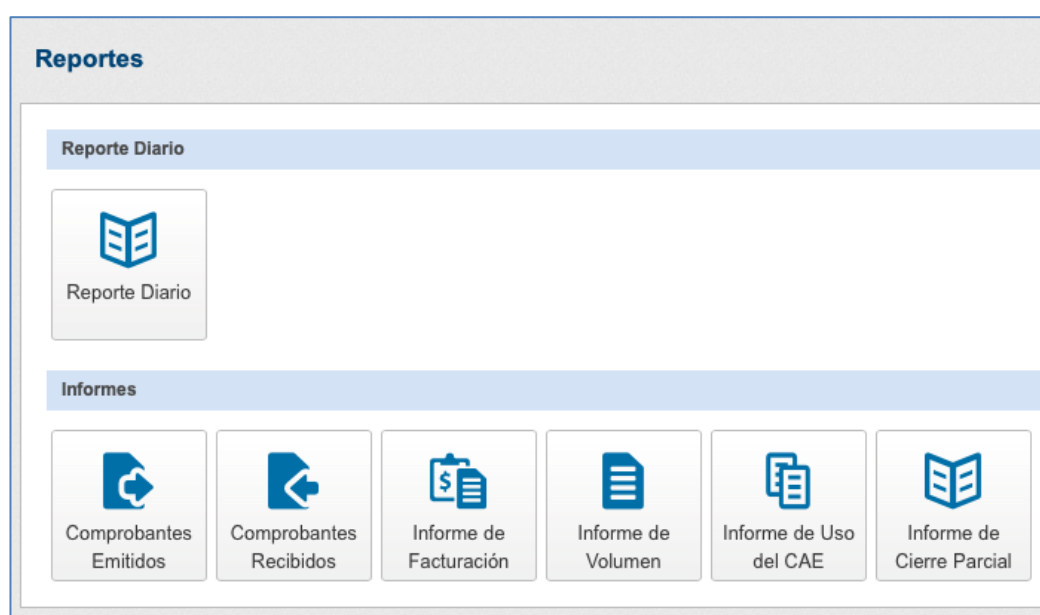 Reportes
Reporte Diario
Reporte Diario
Informes
Comprobantes
Emitidos
Comprobantes
Recibidos
$
Informe de
Facturación
Informe de
Volumen
Informe de Uso
del CAE
Informe de
Cierre Parcial